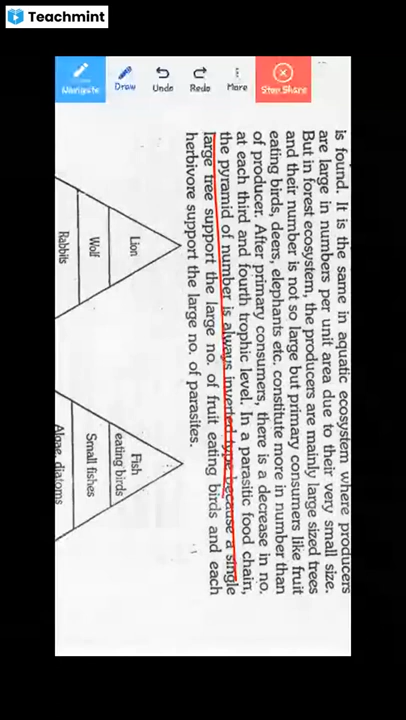 Teachmint
Navigate
Draw
Undo
Redo
More
Stop Share
is found. It is the same in aquatic ecosystem where producers
are large in numbers per unit area due to their very small size.
But in forest ecosystem, the producers are mainly large sized trees
and their number is not so large but primary consumers like fruit
eating birds, deers, elephants etc. constitute more in number than
of producer. After primary consumers, there is a decrease in no.
at each third and fourth trophic level. In a parasitic food chain,
the pyramid of number is always inverted type because a single
large tree support the large no. of fruit eating birds and each
herbivore support the large no. of parasites.
Lion
Wolf
Rabbits
Fish
eating birds
Small fishes
Algae, diatoms